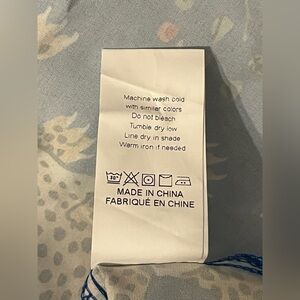 Machine wash cold
with similar colors
Do not bleach
Tumble dry low
Line dry in shade
Warm iron if needed
30°
MADE IN CHINA
FABRIQUÉ EN CHINE